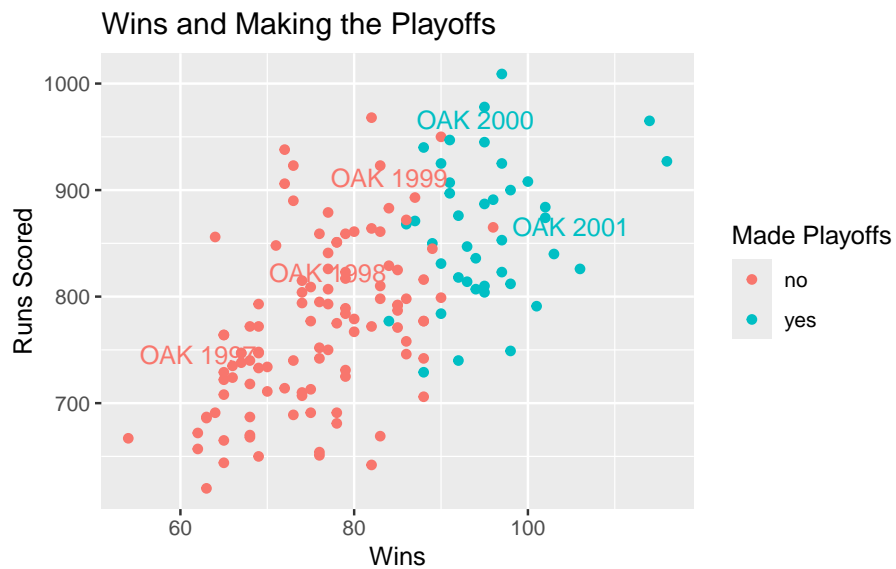 Wins and Making the Playoffs
1000
900
800
700
Runs Scored
OAK 2000
OAK 1999
OAK 2001
OAK 1998
OAK 1997
60
80
100
Wins
Made Playoffs
no
yes